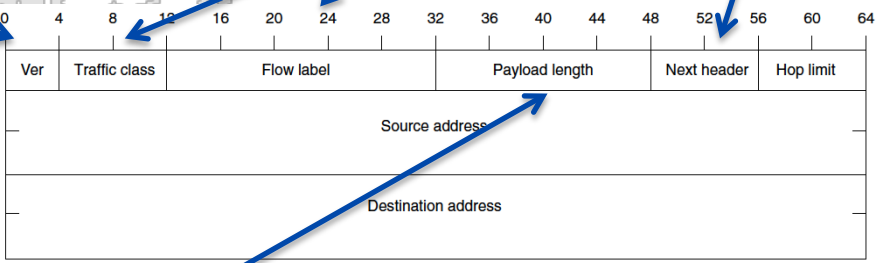 0 4 8 12 16 20 24 28 32 36 40 44 48 52 56 60 64
Ver Traffic class Flow label Payload length Next header Hop limit
Source address
Destination address